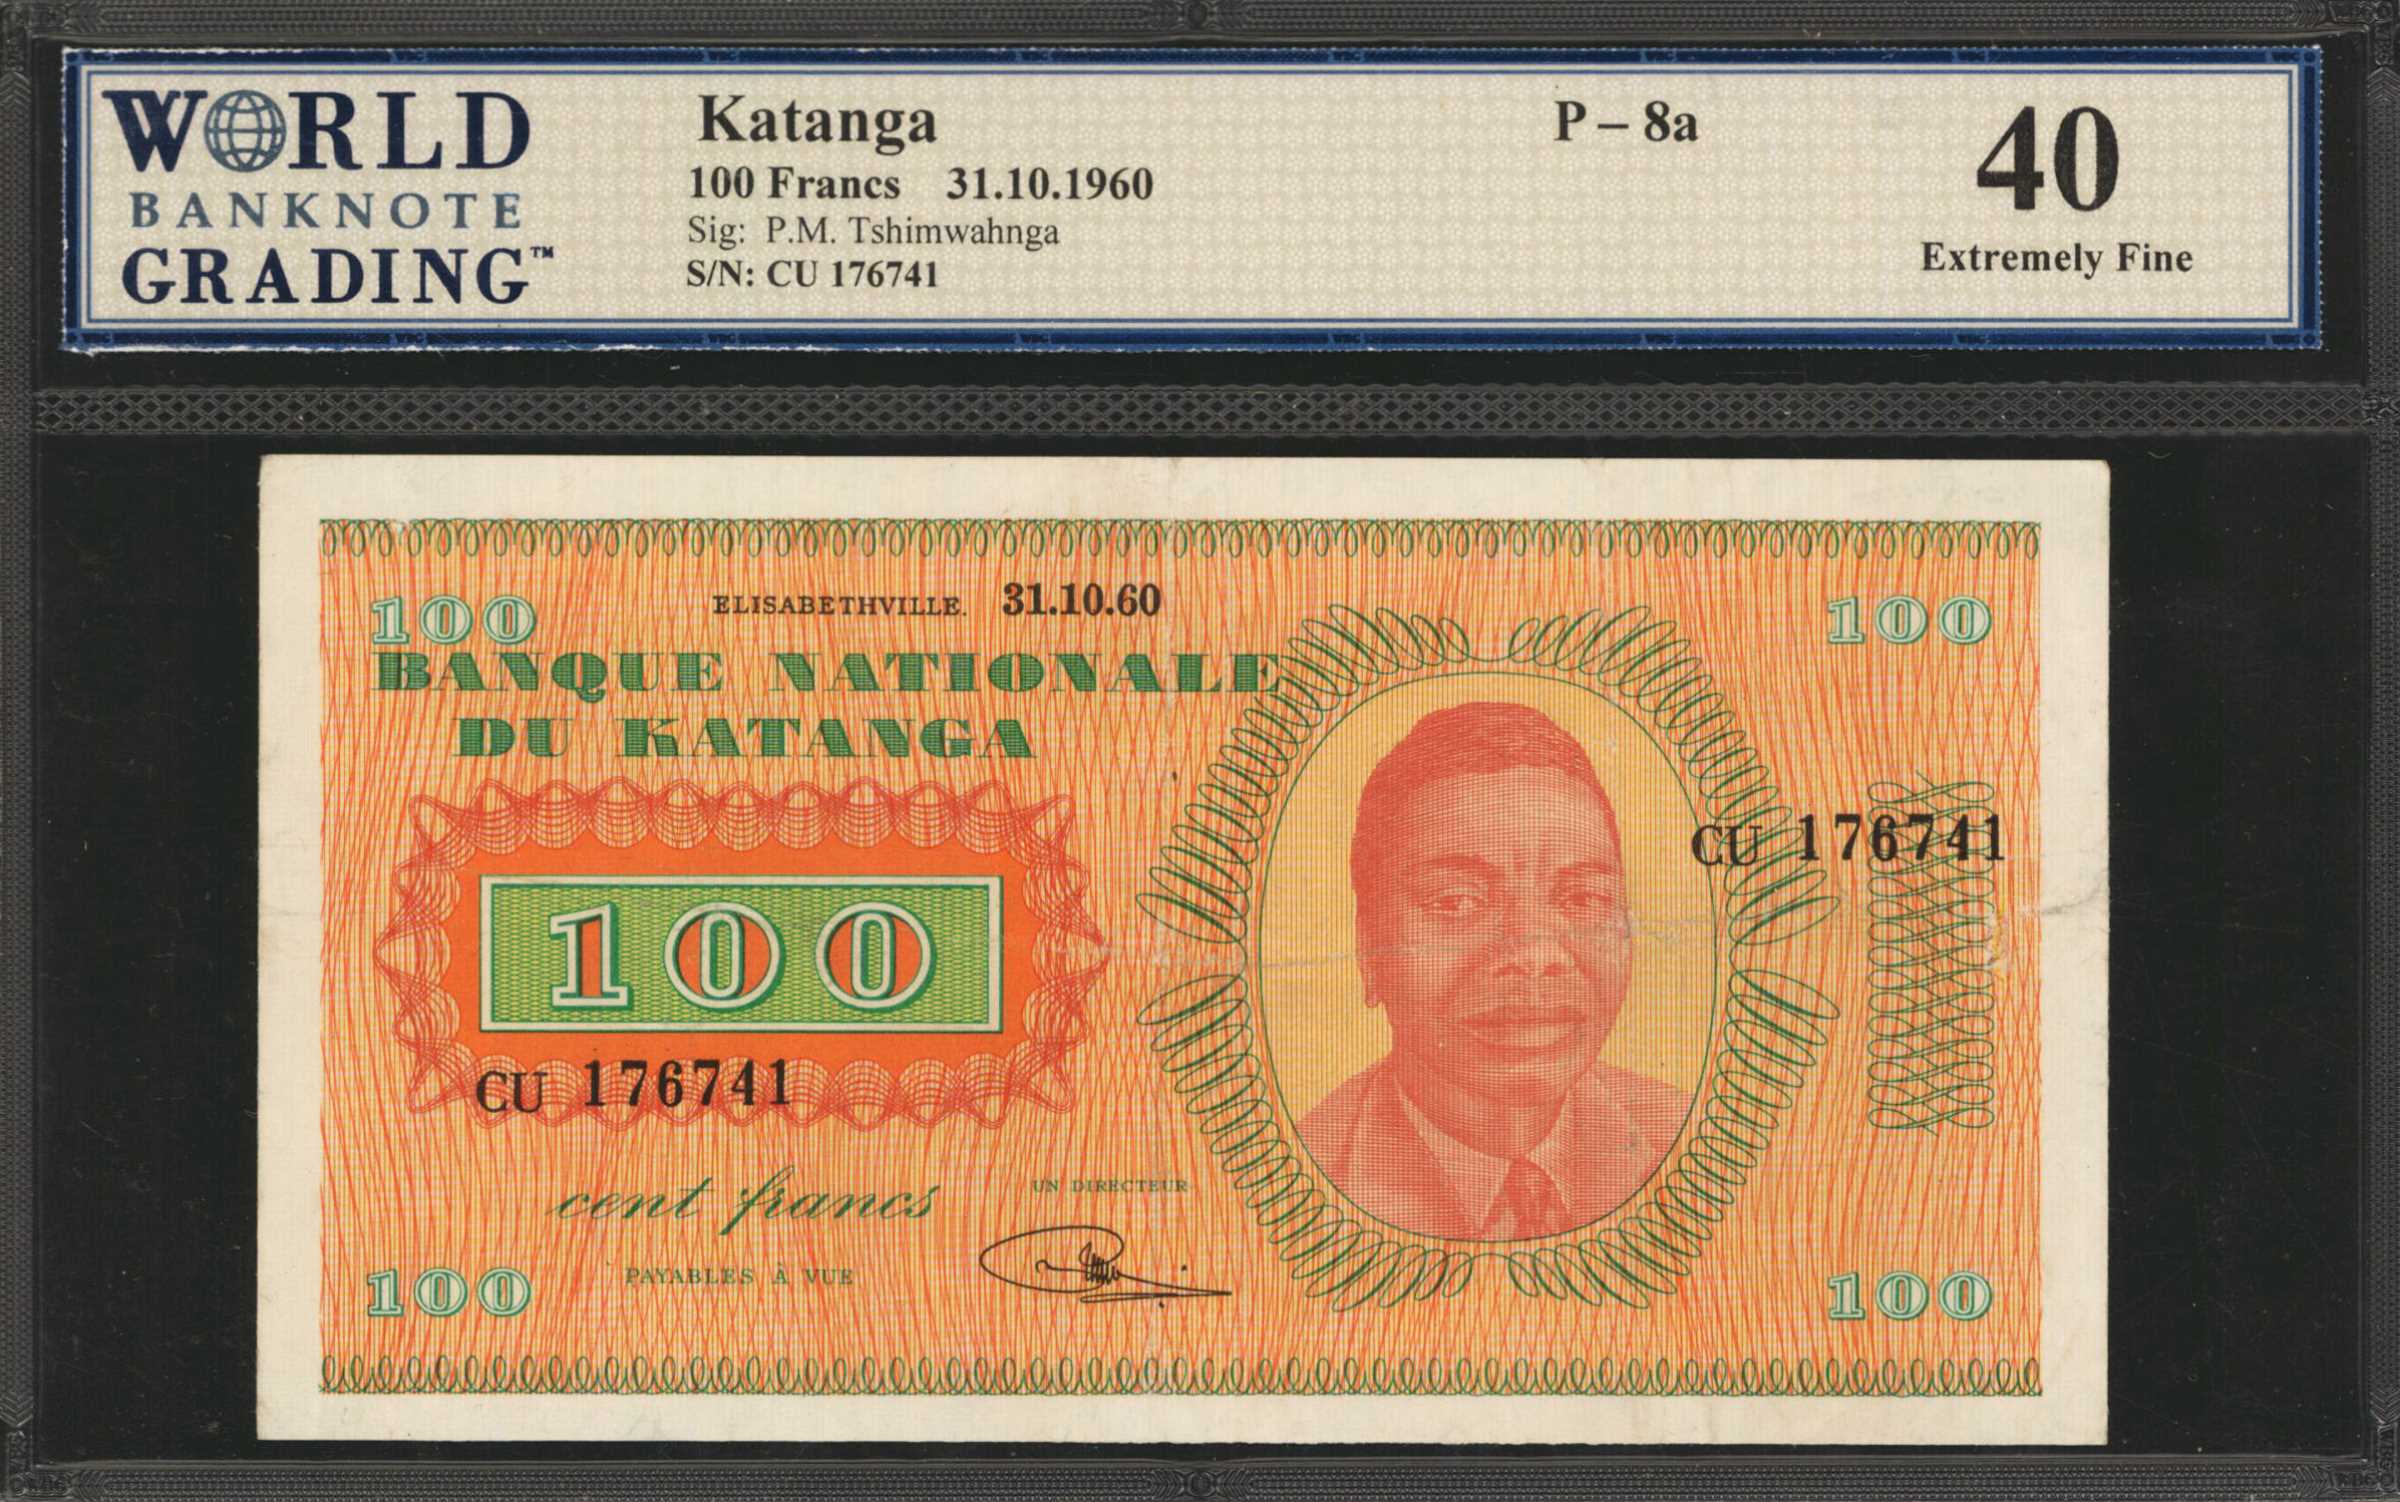 WORLD
BANKNOTE
GRADING™
Katanga
P – 8a
100 Francs 31.10.1960
Sig: P.M. Tshimwahnga
S/N: CU 176741
40
Extremely Fine
ELISABETHVILLE. 31.10.60
100
100
BANQUE NATIONALE
DU KATANGA
100
CU 176741
CU 176741
cent francs
UN DIRECTEUR
PAYABLES À VUE
100
100